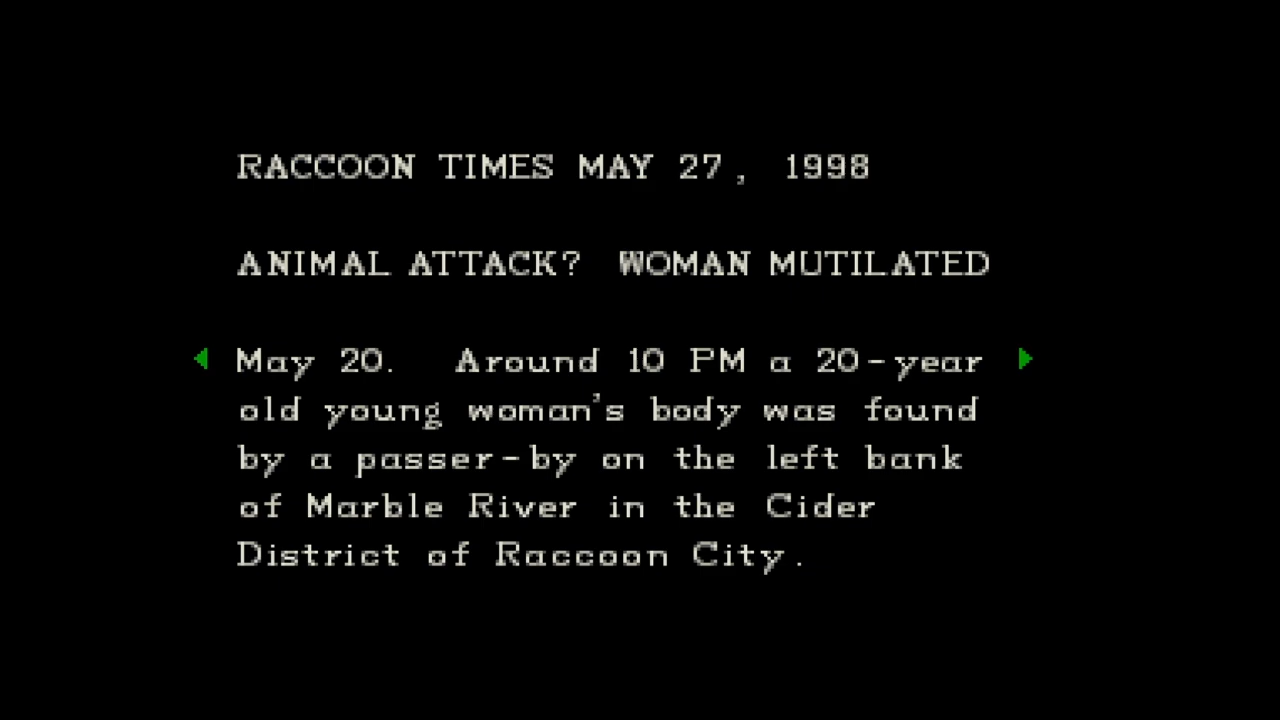 RACCOON TIMES MAY 27, 1998
ANIMAL ATTACK? WOMAN MUTILATED
May 20. Around 10 PM a 20-year
old young woman's body was found
by a passer-by on the left bank
of Marble River in the Cider
District of Raccoon City.